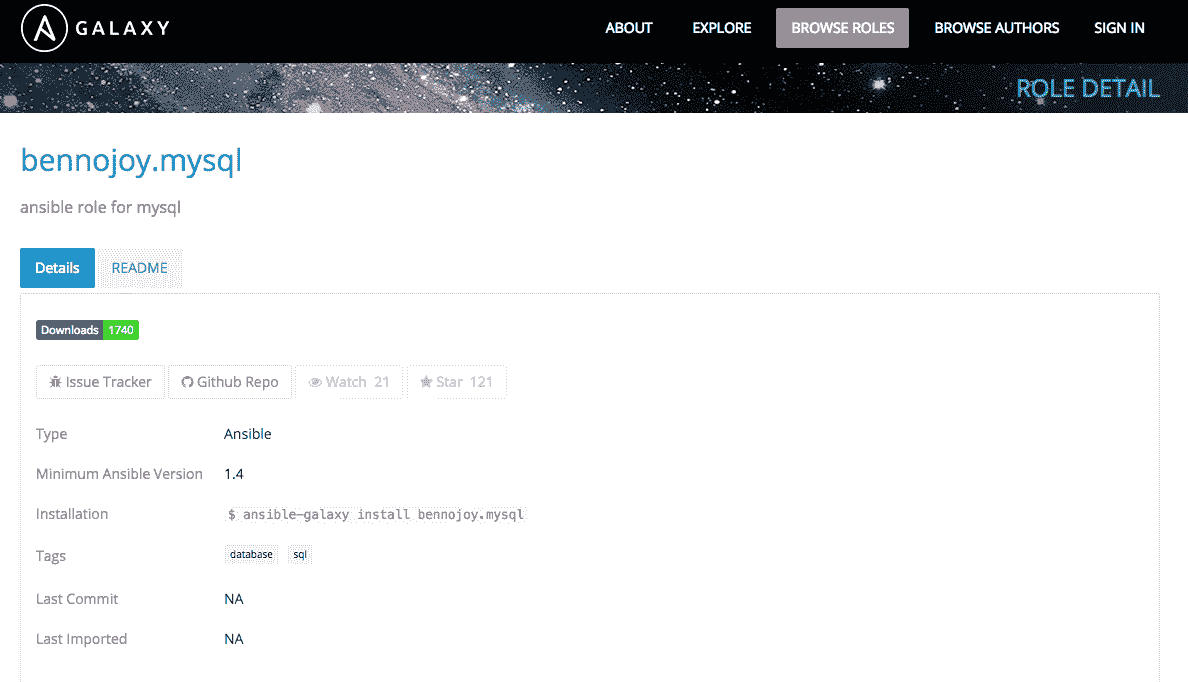 GALAXY ABOUT EXPLORE BROWSE ROLES BROWSE AUTHORS SIGN IN
ROLE DETAIL
bennojoy.mysql
ansible role for mysql
Details README
Downloads 1740
Issue Tracker Github Repo Watch 21 Star 121
Type Ansible
Minimum Ansible Version 1.4
Installation $ ansible-galaxy install bennojoy.mysql
Tags database sql
Last Commit NA
Last Imported NA